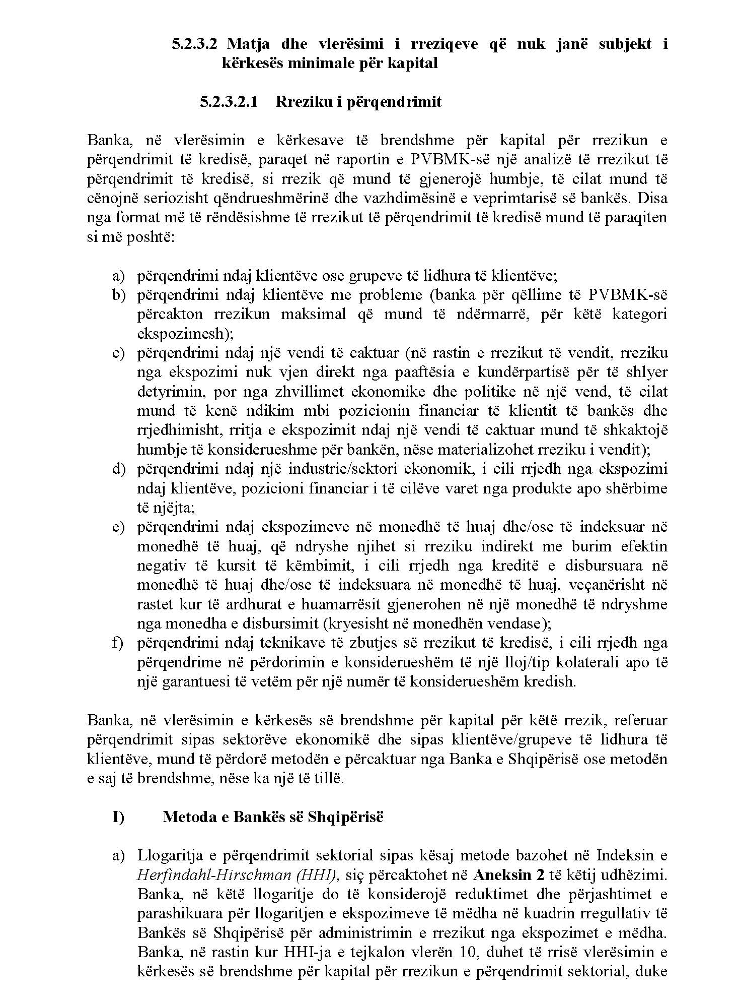 5.2.3.2 Matja dhe vlerësimi i rreziqeve që nuk janë subjekt i
kërkesës minimale për kapital
5.2.3.2.1 Rreziku i përqendrimit
Banka, në vlerësimin e kërkesave të brendshme për kapital për rrezikun e
përqendrimit të kredisë, paraqet në raportin e PVBMK-së një analizë të rrezikut të
përqendrimit të kredisë, si rrezik që mund të gjenerojë humbje, të cilat mund të
cënojnë seriozisht qëndrueshmërinë dhe vazhdimësinë e veprimtarisë së bankës. Disa
nga format më të rëndësishme të rrezikut të përqendrimit të kredisë mund të paraqiten
si më poshtë:
a) përqendrimi ndaj klientëve ose grupeve të lidhura të klientëve;
b) përqendrimi ndaj klientëve me probleme (banka për qëllime të PVBMK-së
përcakton rrezikun maksimal që mund të ndërmarrë, për këtë kategori
ekspozimesh);
c) përqendrimi ndaj një vendi të caktuar (në rastin e rrezikut të vendit, rreziku
nga ekspozimi nuk vjen direkt nga paaftësia e kundërpartisë për të shlyer
detyrimin, por nga zhvillimet ekonomike dhe politike në një vend, të cilat
mund të kenë ndikim mbi pozicionin financiar të klientit të bankës dhe
rrjedhimisht, rritja e ekspozimit ndaj një vendi të caktuar mund të shkaktojë
humbje të konsiderueshme për bankën, nëse materializohet rreziku i vendit);
d) përqendrimi ndaj një industrie/sektori ekonomik, i cili rrjedh nga ekspozimi
ndaj klientëve, pozicioni financiar i të cilëve varet nga produkte apo shërbime
të njëjta;
e) përqendrimi ndaj ekspozimeve në monedhë të huaj dhe/ose të indeksuar në
monedhë të huaj, që ndryshe njihet si rreziku indirekt me burim efektin
negativ të kursit të këmbimit, i cili rrjedh nga kreditë e disbursuara në
monedhë të huaj dhe/ose të indeksuara në monedhë të huaj, veçanërisht në
rastet kur të ardhurat e huamarrësit gjenerohen në një monedhë të ndryshme
nga monedha e disbursimit (kryesisht në monedhën vendase);
f) përqendrimi ndaj teknikave të zbutjes së rrezikut të kredisë, i cili rrjedh nga
përqendrime në përdorimin e konsiderueshëm të një lloj/tip kolaterali apo të
një garantuesi të vetëm për një numër të konsiderueshëm kredish.
Banka, në vlerësimin e kërkesës së brendshme për kapital për këtë rrezik, referuar
përqendrimit sipas sektorëve ekonomikë dhe sipas klientëve/grupeve të lidhura të
klientëve, mund të përdorë metodën e përcaktuar nga Banka e Shqipërisë ose metodën
e saj të brendshme, nëse ka një të tillë.
I) Metoda e Bankës së Shqipërisë
a) Llogaritja e përqendrimit sektorial sipas kësaj metode bazohet në Indeksin e
Herfindahl-Hirschman (HHI), siç përcaktohet në Aneksin 2 të këtij udhëzimi.
Banka, në këtë llogaritje do të konsiderojë reduktimet dhe përjashtimet e
parashikuara për llogaritjen e ekspozimeve të mëdha në kuadrin rregullativ të
Bankës së Shqipërisë për administrimin e rrezikut nga ekspozimet e mëdha.
Banka, në rastin kur HHI-ja e tejkalon vlerën 10, duhet të rrisë vlerësimin e
kërkesës së brendshme për kapital për rrezikun e përqendrimit sektorial, duke